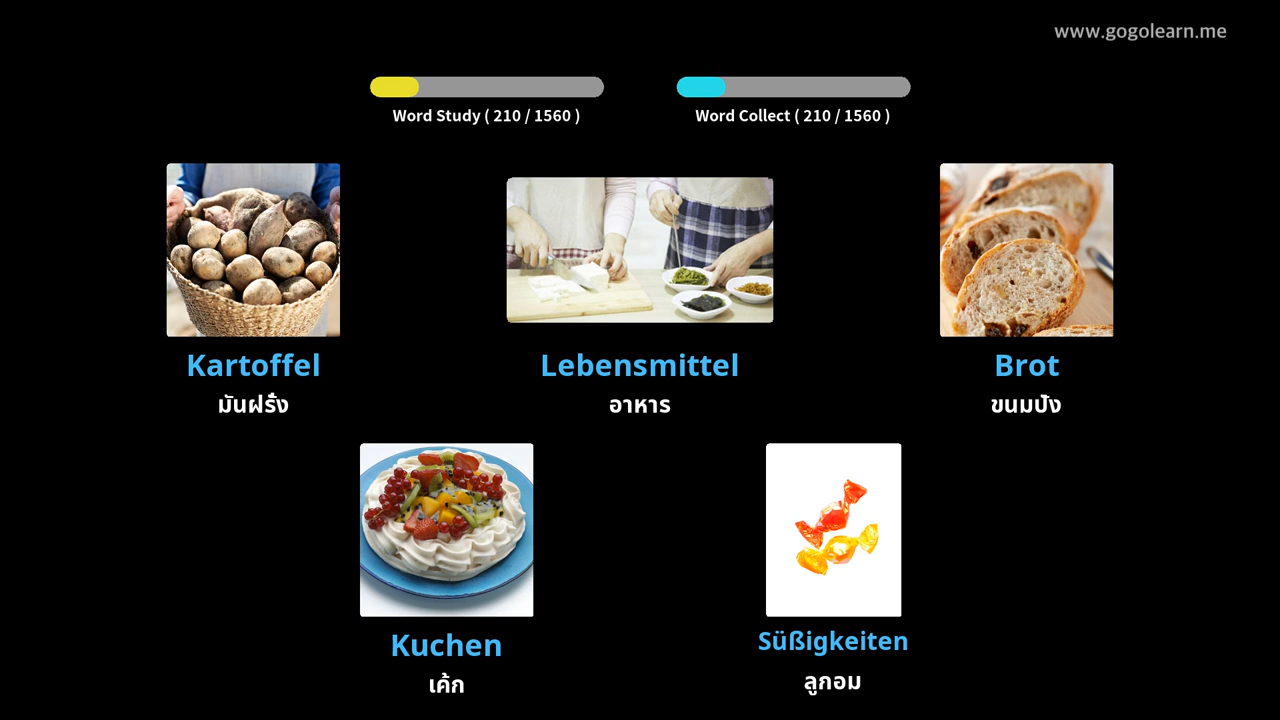 www.gogolearn.me
Word Study ( 210 / 1560 )
Word Collect ( 210 / 1560 )
Kartoffel
มันฝรั่ง
Lebensmittel
อาหาร
Brot
ขนมปัง
Kuchen
เค้ก
Süßigkeiten
ลูกอม